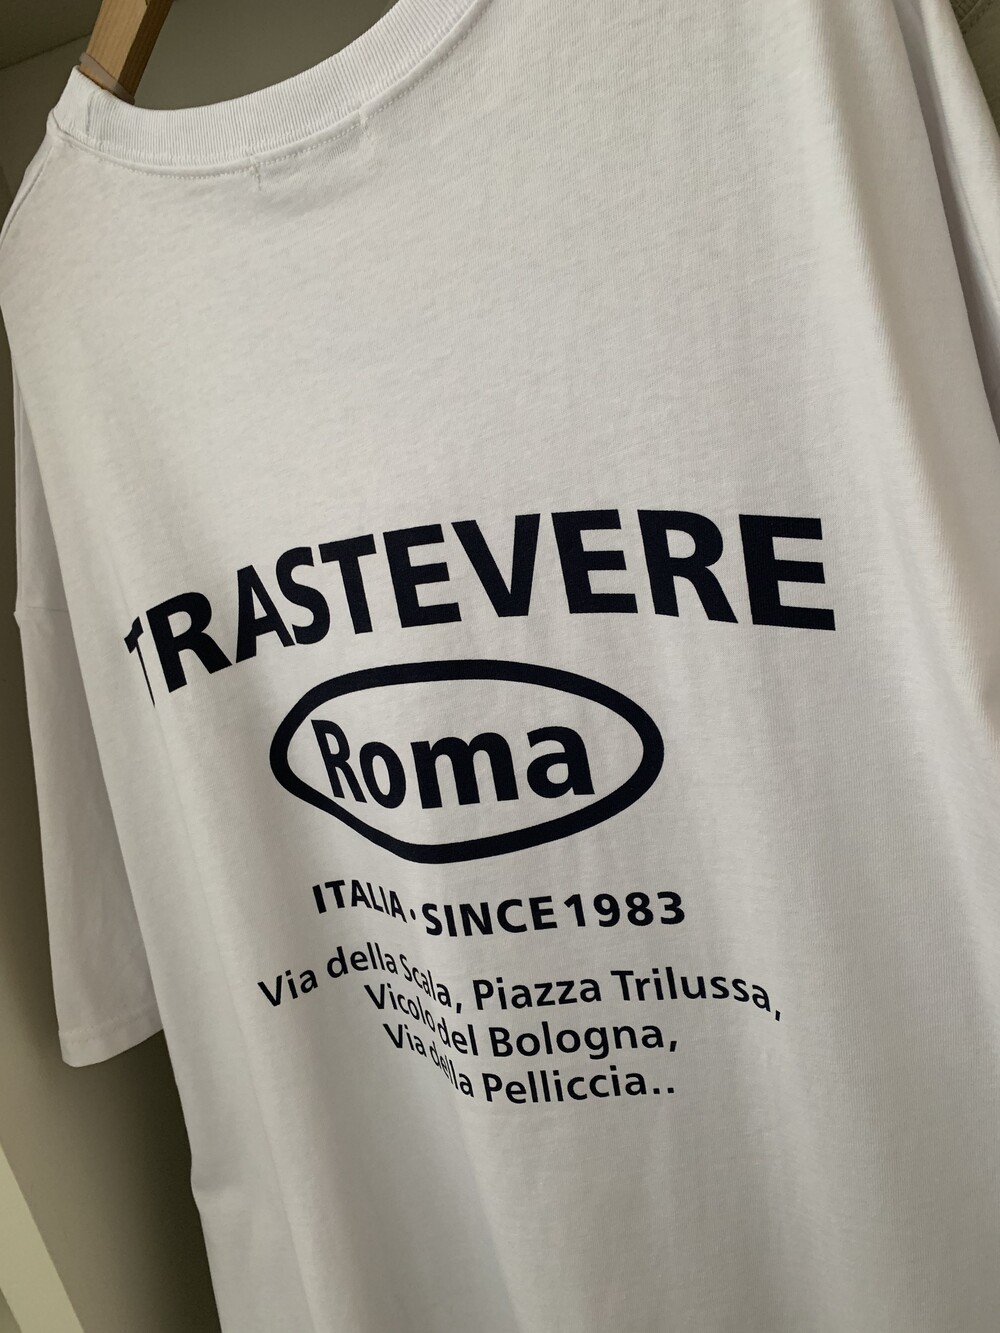 TRASTEVERE
Roma
ITALIA·SINCE 1983
Via della Scala, Piazza Trilussa,
Vicolo del Bologna,
Via della Pelliccia..